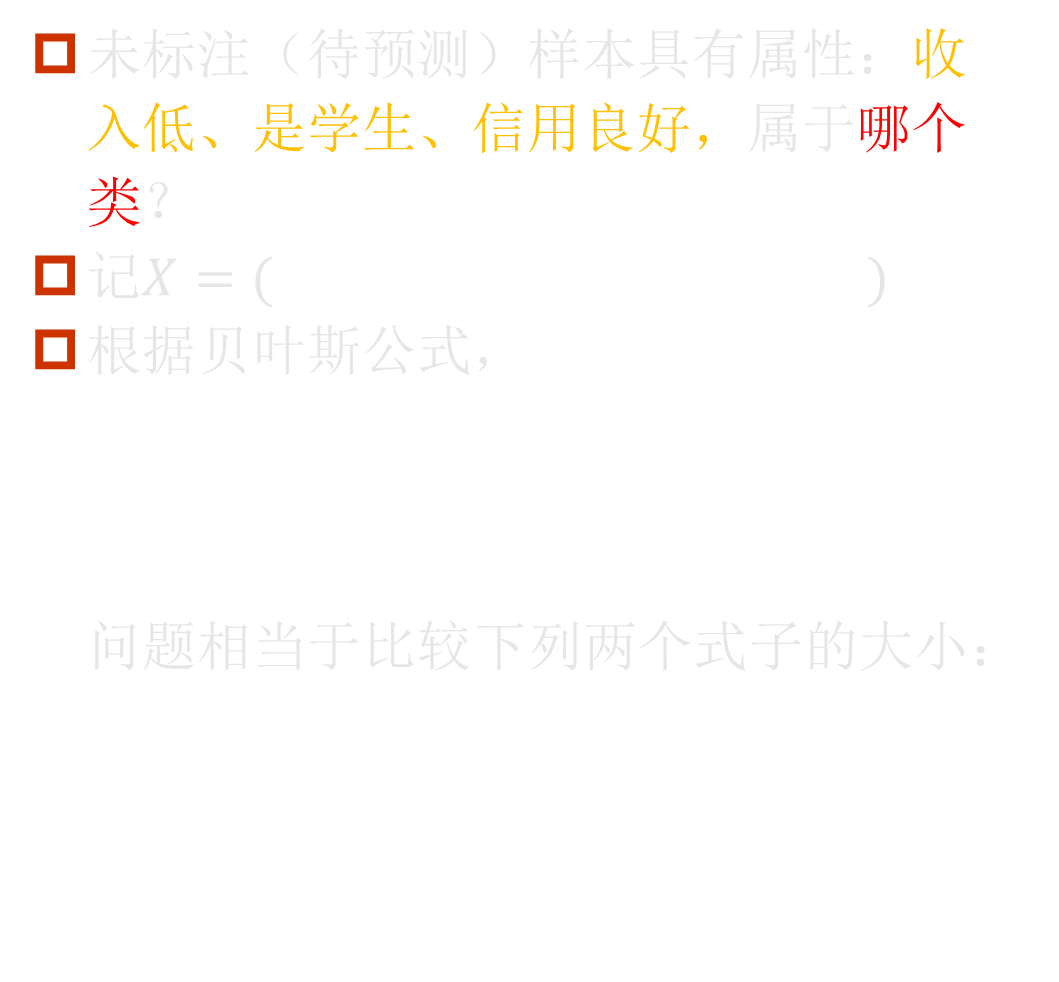 未标注（待预测）样本具有属性：收
入低、是学生、信用良好，属于哪个
类？
记X = ( )
根据贝叶斯公式，
问题相当于比较下列两个式子的大小：